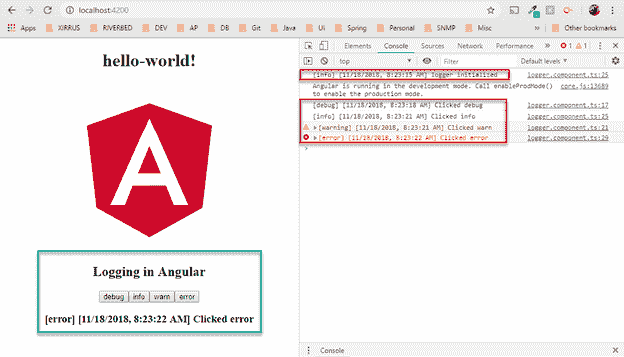 localhost:4200
Apps
XIRRUS
RIVERBED
DEV
AP
DB
Git
Java
Ui
Spring
Personal
SNMP
Misc
»
Other bookmarks
hello-world!
A
Logging in Angular
debug info warn error
[error] [11/18/2018, 8:23:22 AM] Clicked error
Elements Console Sources Network Performance » 1 1
top Filter Default levels
[info] [11/18/2018, 8:23:15 AM] logger initialized logger.component.ts:25
Angular is running in the development mode. Call enableProdMode() core.js:13689
to enable the production mode.
[debug] [11/18/2018, 8:23:18 AM] Clicked debug logger.component.ts:17
[info] [11/18/2018, 8:23:21 AM] Clicked info logger.component.ts:25
[warning] [11/18/2018, 8:23:21 AM] Clicked warn logger.component.ts:21
[error] [11/18/2018, 8:23:22 AM] Clicked error logger.component.ts:29
Console